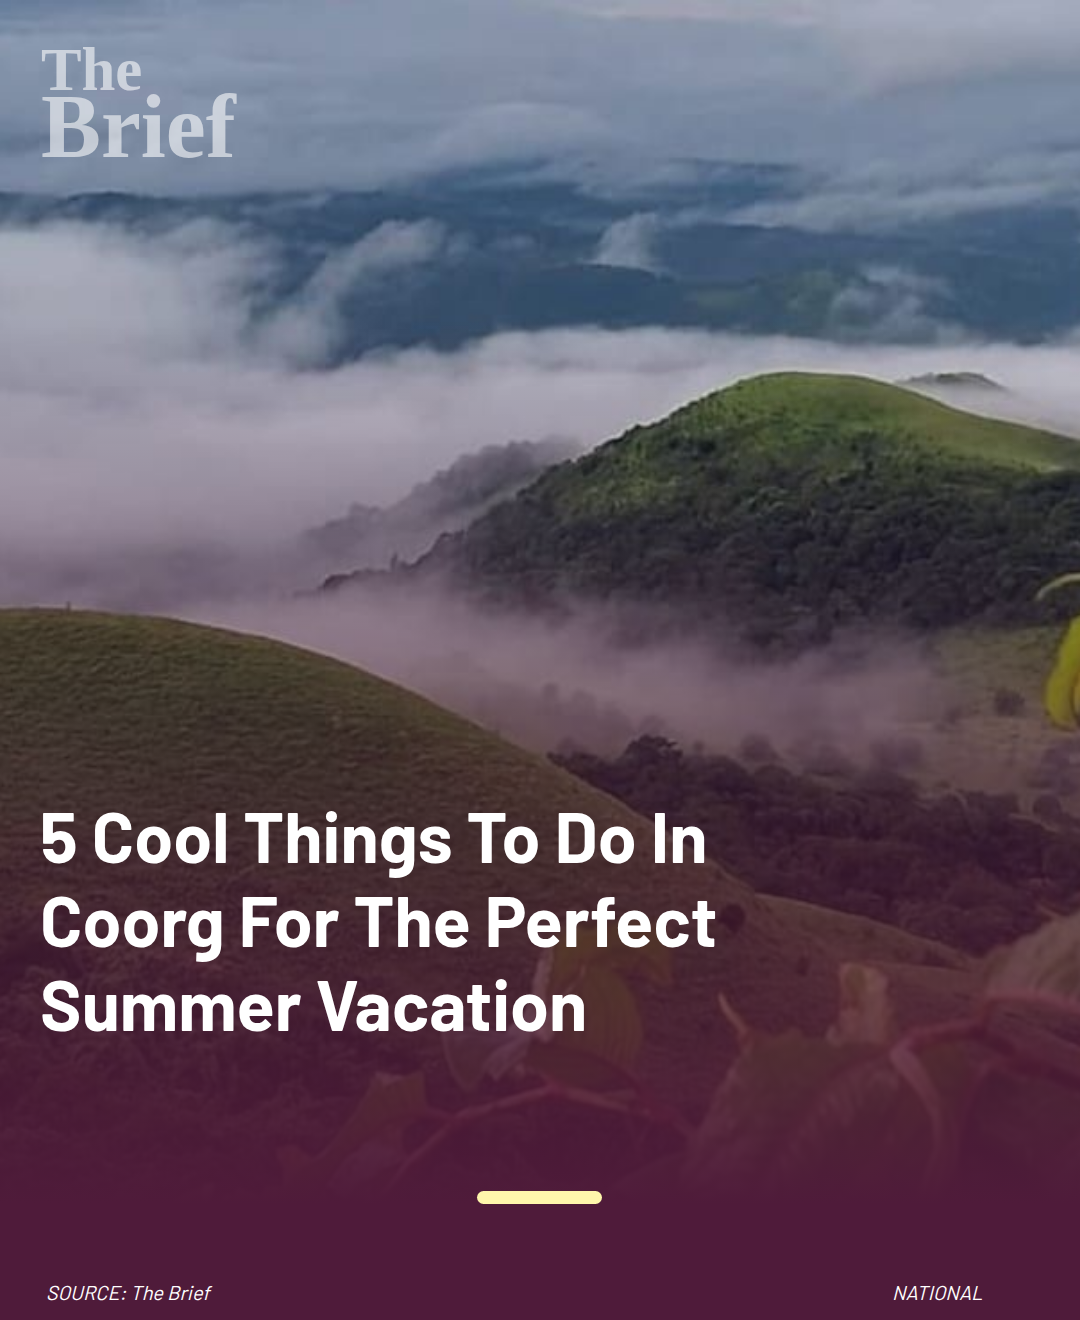 The
Brief
5 Cool Things To Do In
Coorg For The Perfect
Summer Vacation
SOURCE: The Brief
NATIONAL